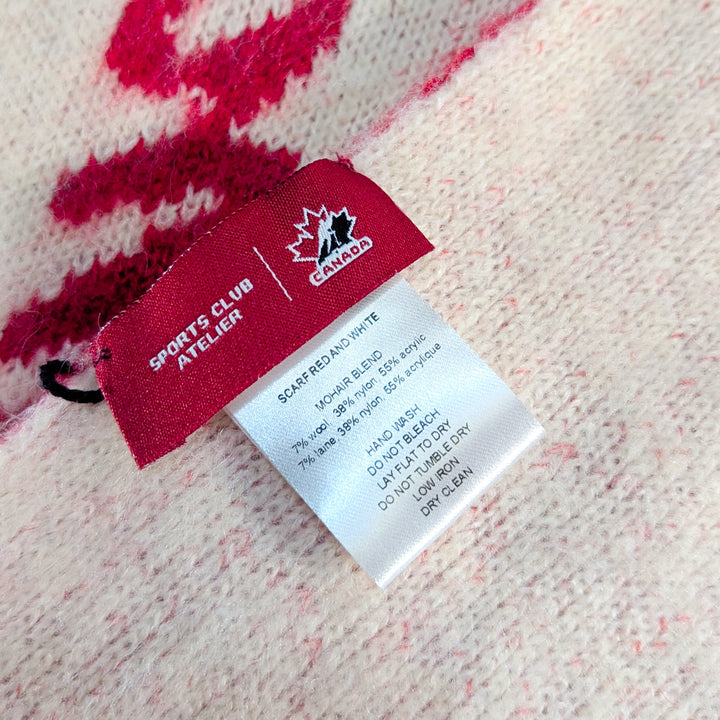 SPORTS CLUB
ATELIER
CANADA
SCARF RED AND WHITE
MOHAIR BLEND
7% wool, 38% nylon, 55% acrylic
7% laine, 38% nylon, 55% acrylique
HAND WASH
DO NOT BLEACH
LAY FLAT TO DRY
DO NOT TUMBLE DRY
LOW IRON
DRY CLEAN